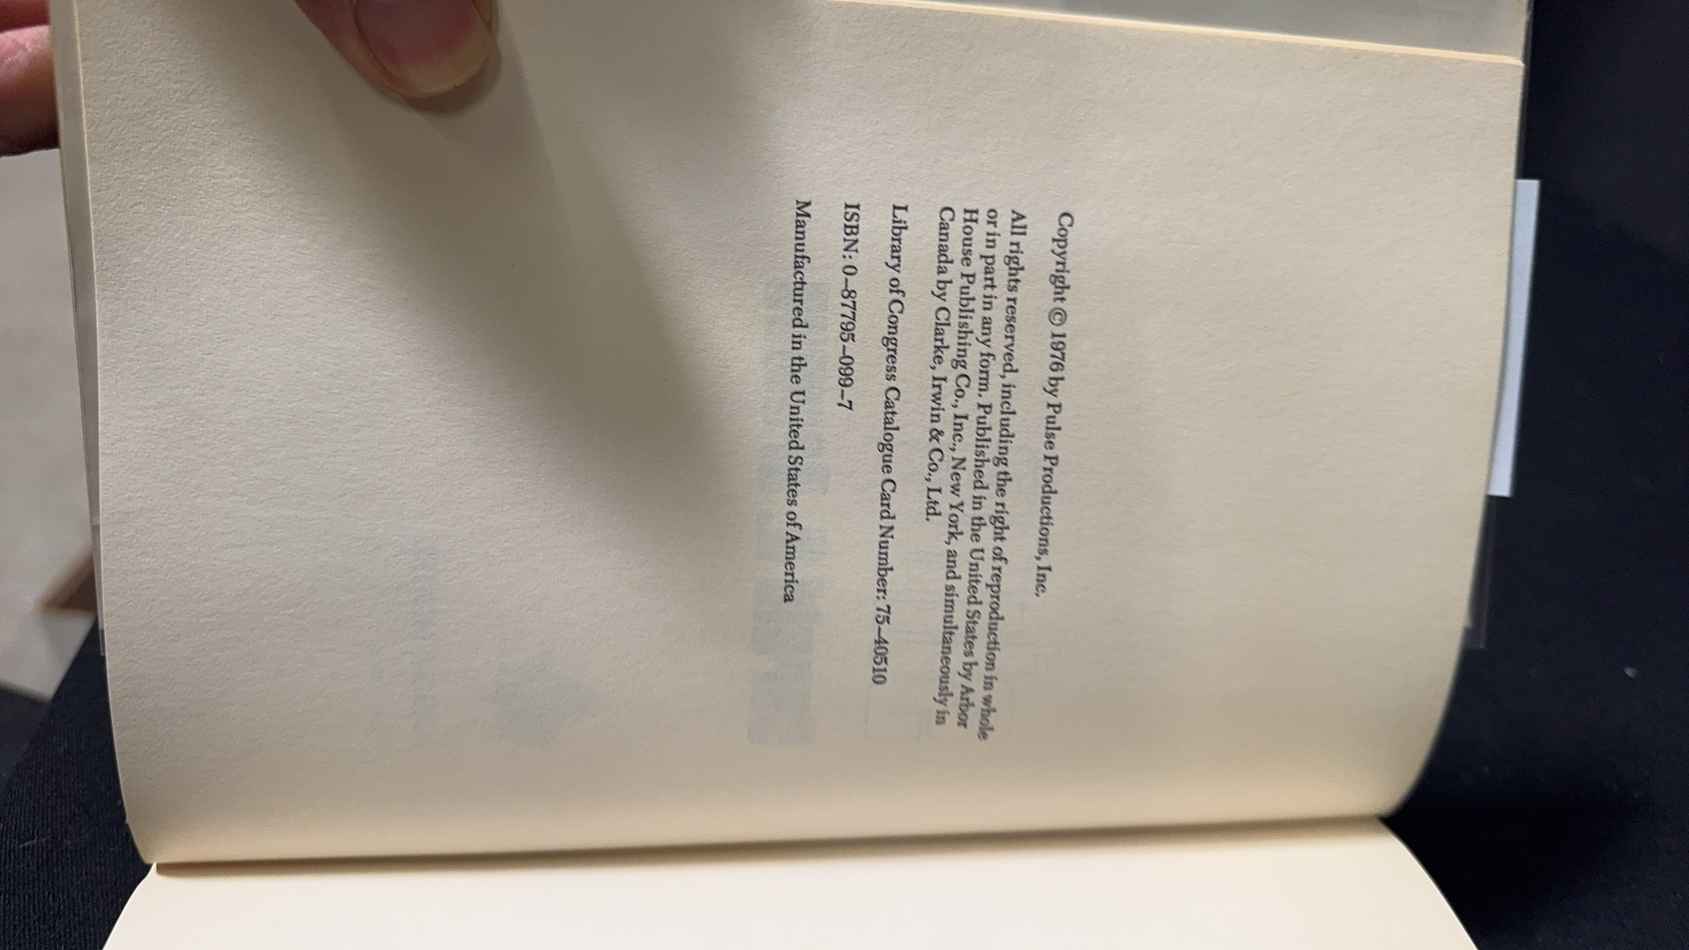 Copyright © 1976 by Pulse Productions, Inc.
All rights reserved, including the right of reproduction in whole
or in part in any form. Published in the United States by Arbor
House Publishing Co., Inc., New York, and simultaneously in
Canada by Clarke, Irwin & Co., Ltd.
Library of Congress Catalogue Card Number: 75–40510
ISBN: 0–87795–099–7
Manufactured in the United States of America